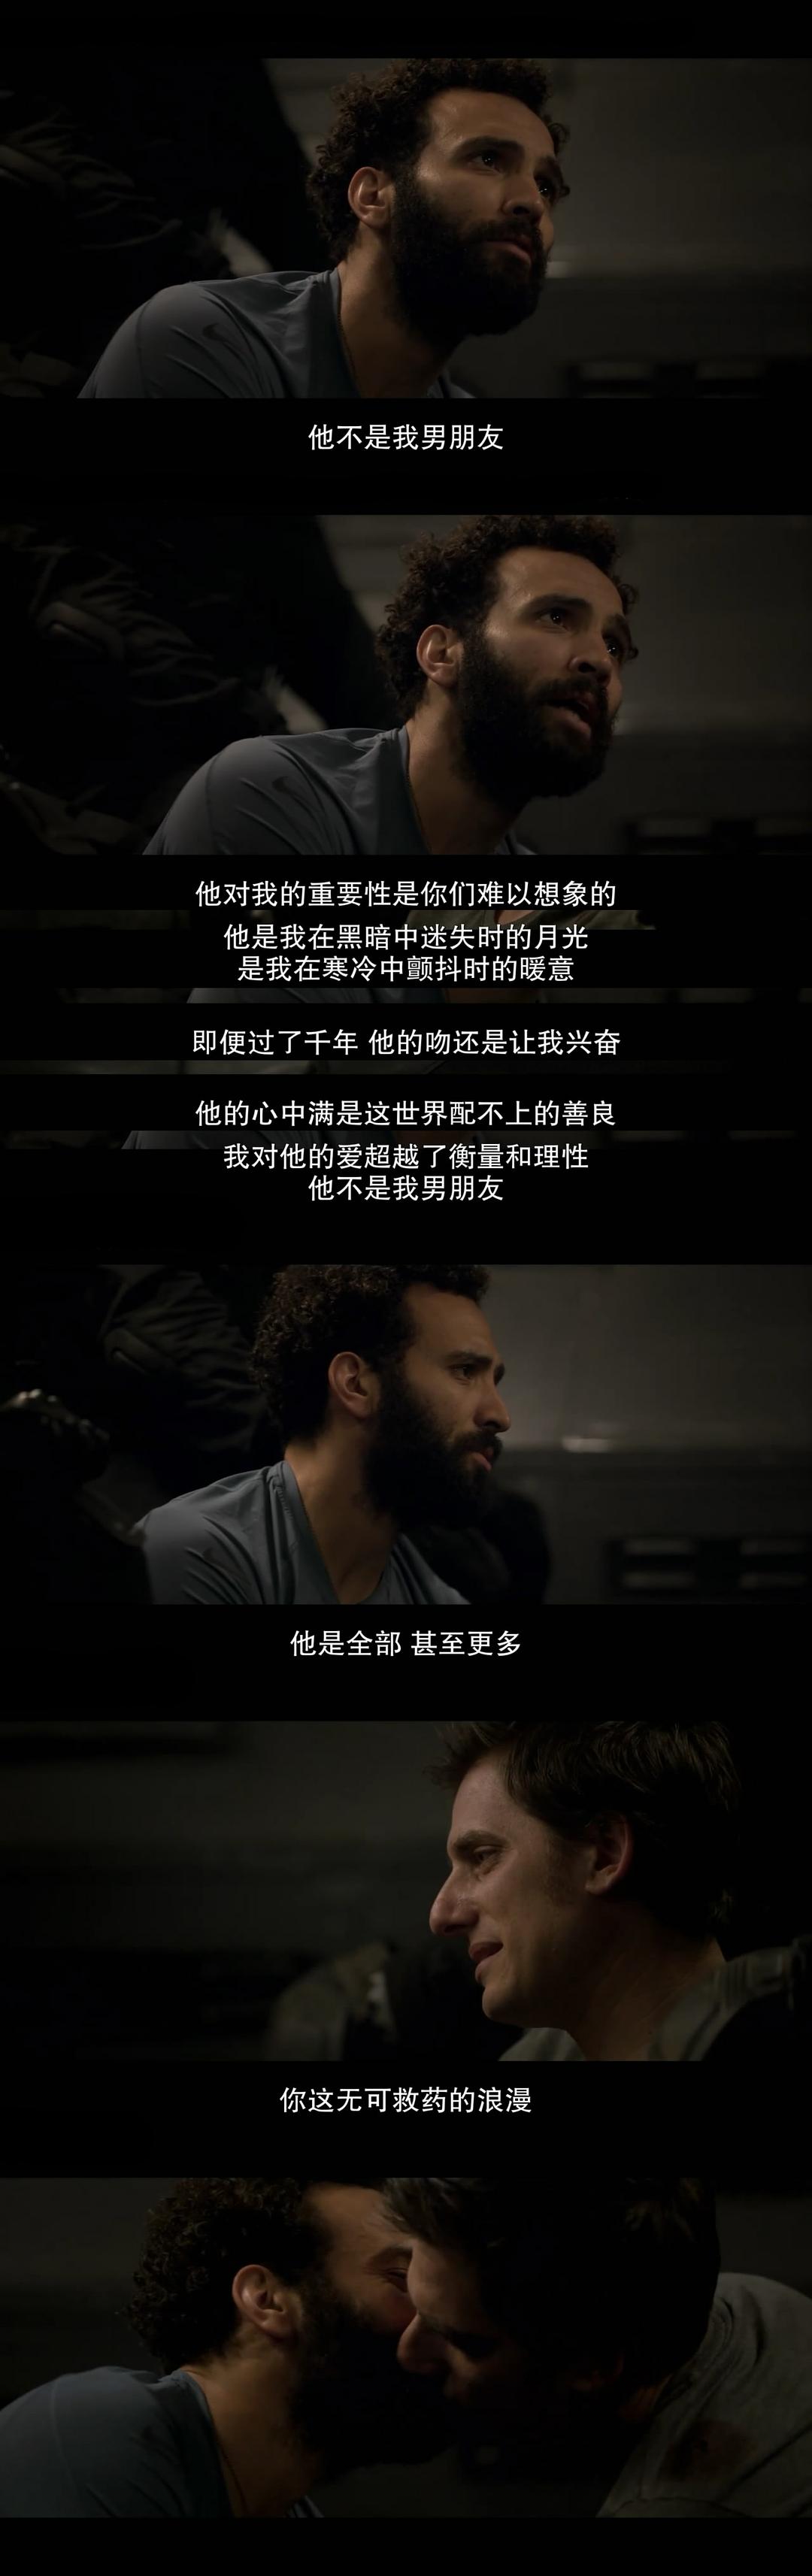 他不是我男朋友
他对我的重要性是你们难以想象的
他是我在黑暗中迷失时的月光
是我在寒冷中颤抖时的暖意
即便过了千年 他的吻还是让我兴奋
他的心中满是这世界配不上的善良
我对他的爱超越了衡量和理性
他不是我男朋友
他是全部 甚至更多
你这无可救药的浪漫